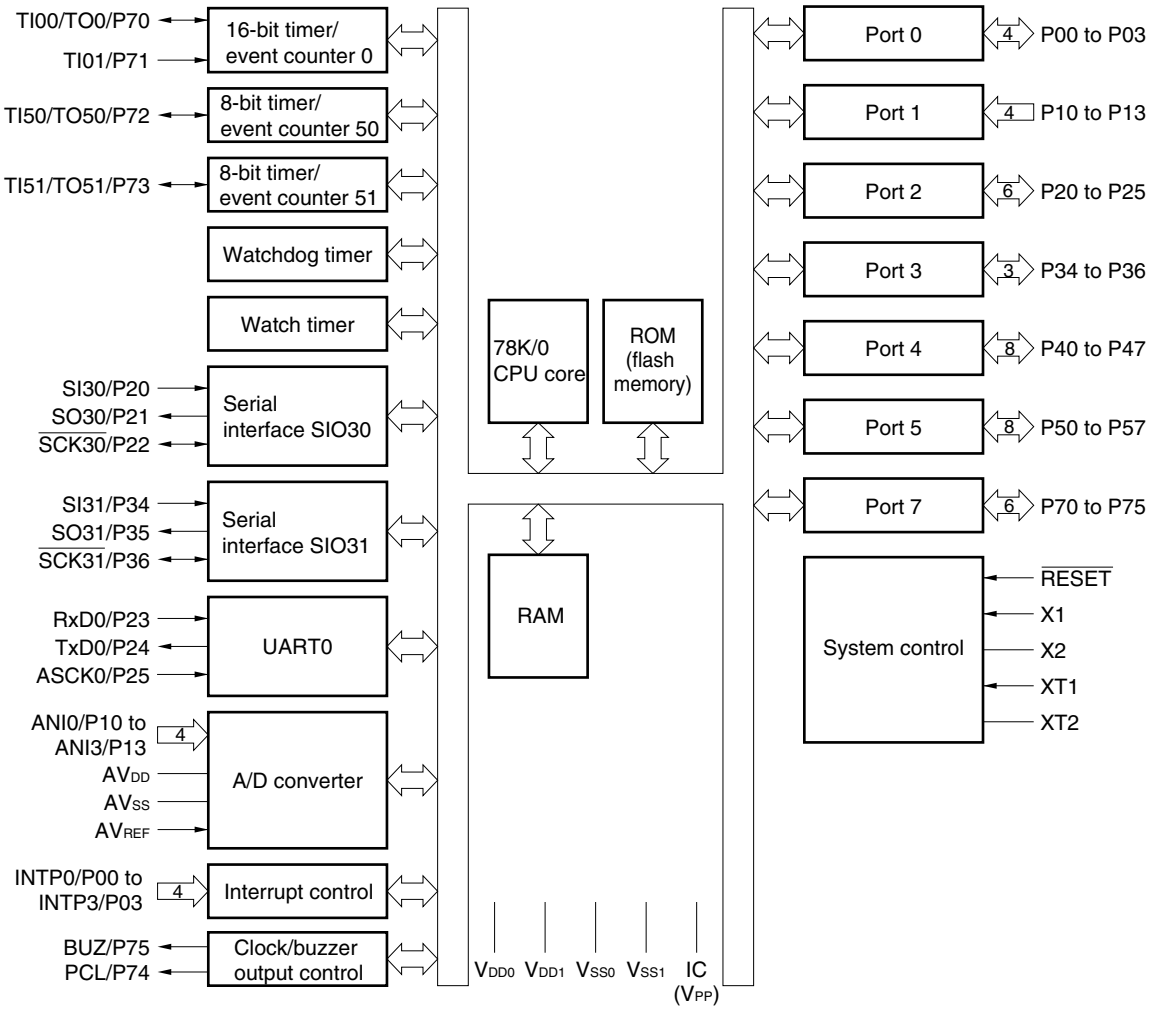 TI00/TO0/P70
TI01/P71
16-bit timer/
event counter 0
TI50/TO50/P72
8-bit timer/
event counter 50
TI51/TO51/P73
8-bit timer/
event counter 51
Watchdog timer
Watch timer
SI30/P20
SO30/P21
SCK30/P22
Serial
interface SIO30
SI31/P34
SO31/P35
SCK31/P36
Serial
interface SIO31
RxD0/P23
TxD0/P24
ASCK0/P25
UART0
ANI0/P10 to
ANI3/P13
4
AVDD
AVSS
AVREF
A/D converter
INTP0/P00 to
INTP3/P03
4
Interrupt control
BUZ/P75
PCL/P74
Clock/buzzer
output control
78K/0
CPU core
ROM
(flash
memory)
RAM
VDD0
VDD1
VSS0
VSS1
IC
(VPP)
Port 0
4
P00 to P03
Port 1
4
P10 to P13
Port 2
6
P20 to P25
Port 3
3
P34 to P36
Port 4
8
P40 to P47
Port 5
8
P50 to P57
Port 7
6
P70 to P75
System control
RESET
X1
X2
XT1
XT2